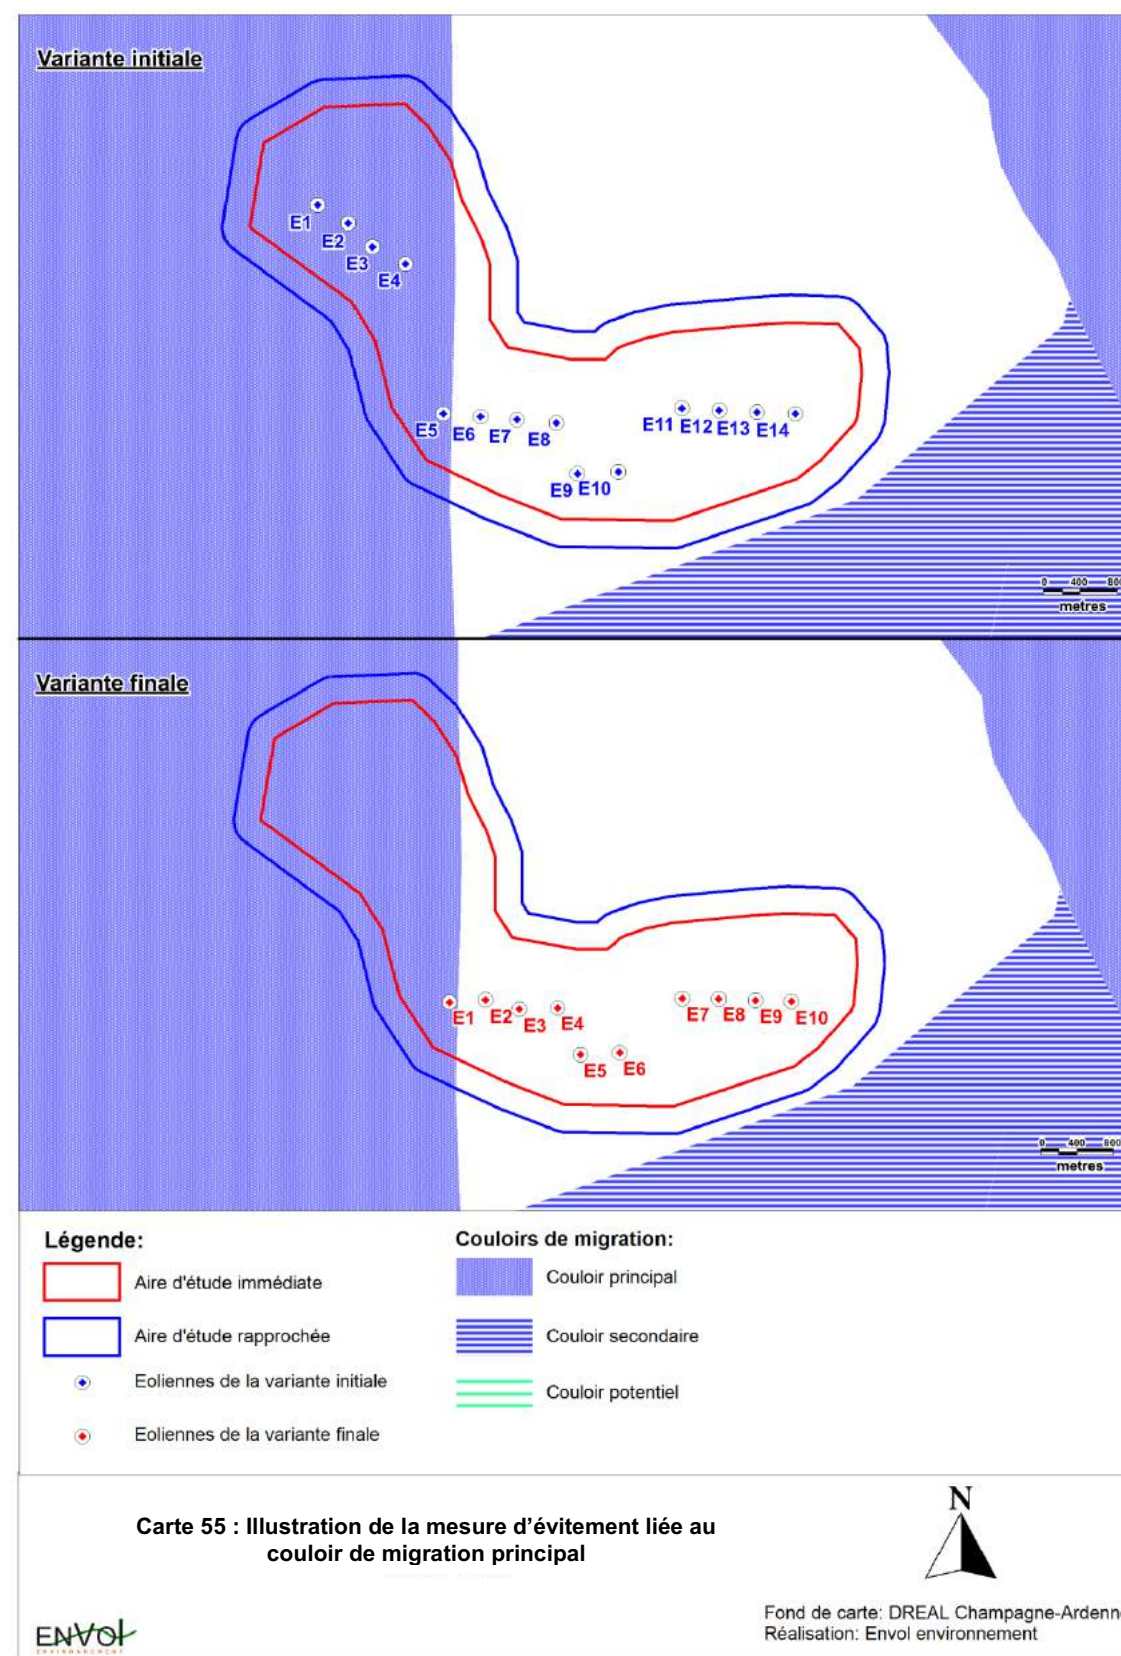 Variante initiale
E1
E2
E3
E4
E5 E6 E7 E8
E11 E12 E13 E14
E9 E10
0 400 800
metres
Variante finale
E1 E2 E3 E4
E7 E8 E9 E10
E5 E6
0 400 800
metres
Légende:
Aire d'étude immédiate
Aire d'étude rapprochée
Eoliennes de la variante initiale
Eoliennes de la variante finale
Couloirs de migration:
Couloir principal
Couloir secondaire
Couloir potentiel
Carte 55 : Illustration de la mesure d'évitement liée au
couloir de migration principal
N
Fond de carte: DREAL Champagne-Ardenn
Réalisation: Envol environnement
ENVOL
ENVIRONNEMENT